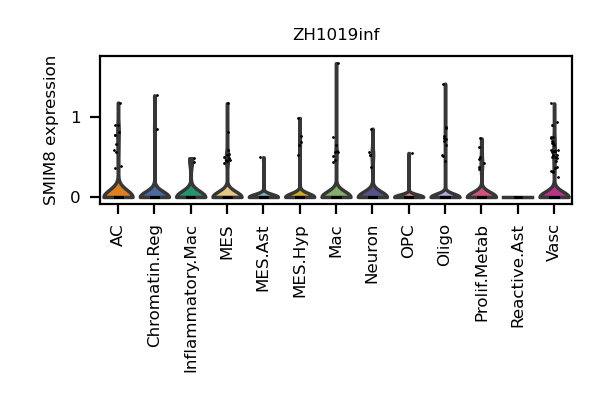 ZH1019inf
SMIM8 expression
1
0
AC
Chromatin.Reg
Inflammatory.Mac
MES
MES.Ast
MES.Hyp
Mac
Neuron
OPC
Oligo
Prolif.Metab
Reactive.Ast
Vasc